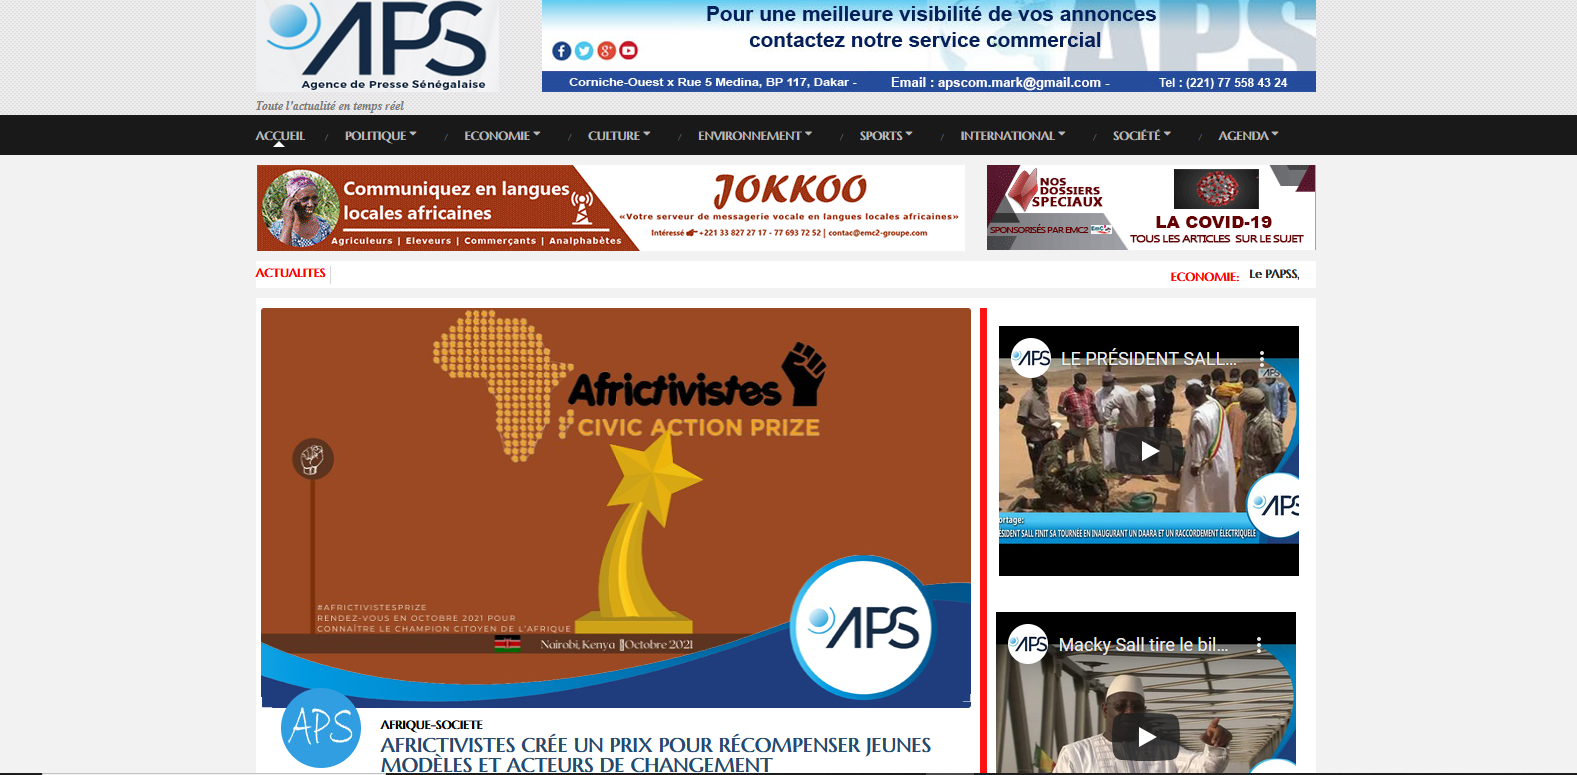 APS
Agence de Presse Sénégalaise
Toute l'actualité en temps réel
Pour une meilleure visibilité de vos annonces
contactez notre service commercial
Corniche-Ouest x Rue 5 Medina, BP 117, Dakar - Email : apscom.mark@gmail.com - Tel : (221) 77 558 43 24
ACCUEIL / POLITIQUE / ECONOMIE / CULTURE / ENVIRONNEMENT / SPORTS / INTERNATIONAL / SOCIÉTÉ / AGENDA
Communiquez en langues
locales africaines
Agriculteurs | Eleveurs | Commerçants | Analphabètes
JOKKOO
«Votre serveur de messagerie vocale en langues locales africaines»
Intéressé +221 33 827 27 17 - 77 693 72 52 | contac@emc2-groupe.com
NOS
DOSSIERS
SPECIAUX
SPONSORISÉS PAR EMC2
LA COVID-19
TOUS LES ARTICLES SUR LE SUJET
ACTUALITES
ECONOMIE: Le PAPSS,
Africtivistes
CIVIC ACTION PRIZE
#AFRICTIVISTESPRIZE
RENDEZ-VOUS EN OCTOBRE 2021 POUR
CONNAÎTRE LE CHAMPION CITOYEN DE L'AFRIQUE
Nairobi, Kenya ||Octobre 2021
APS
APS
AFRIQUE-SOCIETE
AFRICTIVISTES CRÉE UN PRIX POUR RÉCOMPENSER JEUNES
MODÈLES ET ACTEURS DE CHANGEMENT
APS LE PRÉSIDENT SALL...
APS
APS
ortage:
ÉSIDENT SALL FINIT SA TOURNÉE EN INAUGURANT UN DAARA ET UN RACCORDEMENT ÉLECTRIQUELE
APS Macky Sall tire le bil...